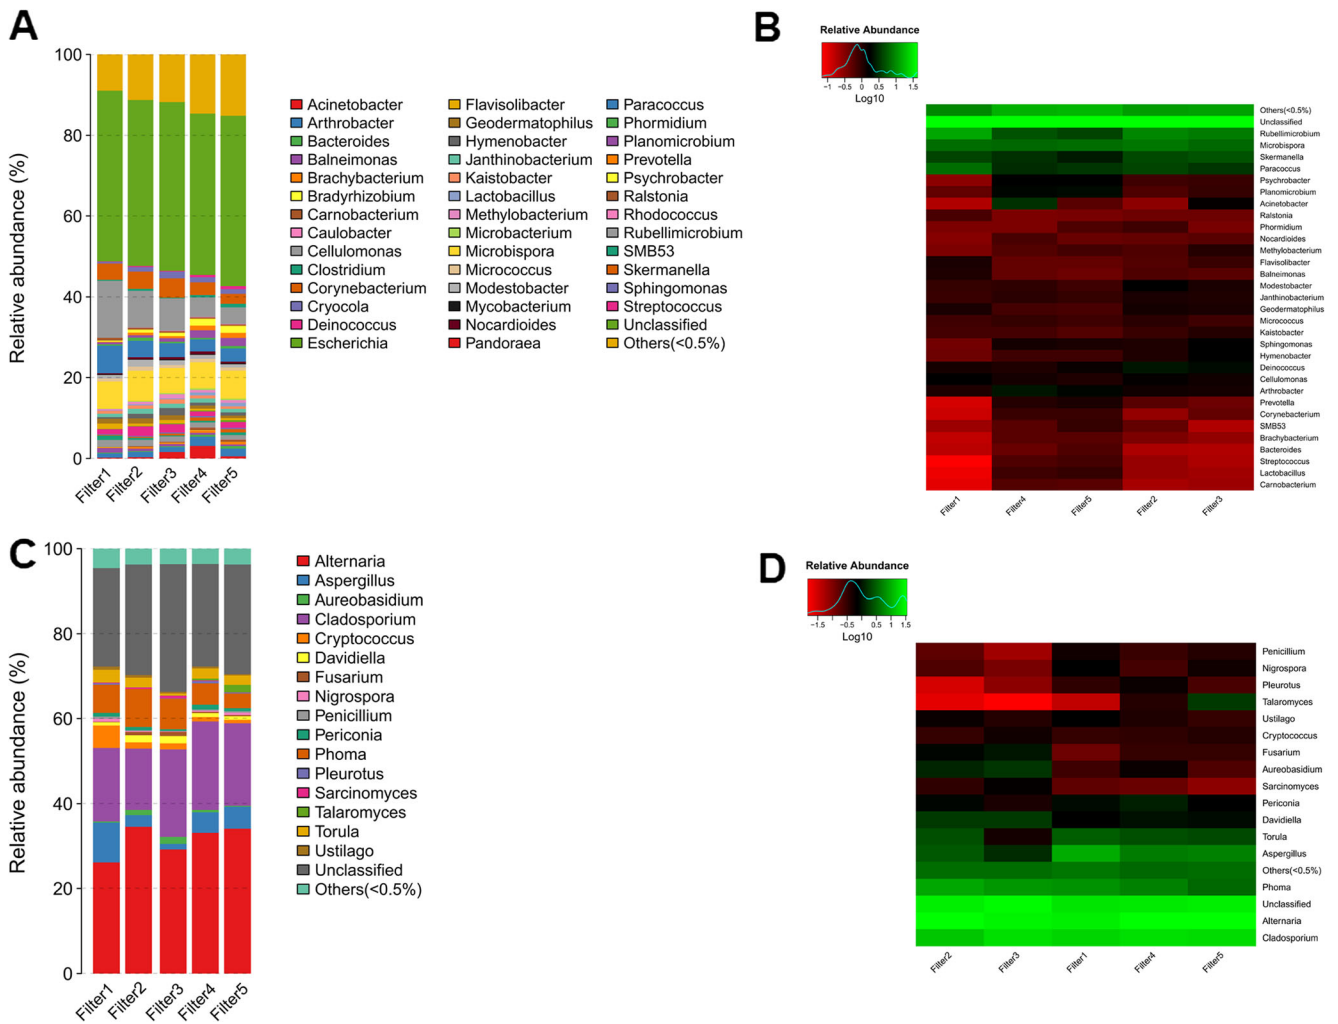 A
100
80
60
40
20
0
Relative abundance (%)
Filter1
Filter2
Filter3
Filter4
Filter5
Acinetobacter
Arthrobacter
Bacteroides
Balneimonas
Brachybacterium
Bradyrhizobium
Carnobacterium
Caulobacter
Cellulomonas
Clostridium
Corynebacterium
Cryocola
Deinococcus
Escherichia
Flavisolibacter
Geodermatophilus
Hymenobacter
Janthinobacterium
Kaistobacter
Lactobacillus
Methylobacterium
Microbacterium
Microbispora
Micrococcus
Modestobacter
Mycobacterium
Nocardioides
Pandoraea
Paracoccus
Phormidium
Planomicrobium
Prevotella
Psychrobacter
Ralstonia
Rhodococcus
Rubellimicrobium
SMB53
Skermanella
Sphingomonas
Streptococcus
Unclassified
Others(<0.5%)
B
Relative Abundance
−1 −0.5 0 0.5 1 1.5
Log10
Others(<0.5%)
Unclassified
Rubellimicrobium
Microbispora
Skermanella
Paracoccus
Psychrobacter
Planomicrobium
Acinetobacter
Ralstonia
Phormidium
Nocardioides
Methylobacterium
Flavisolibacter
Balneimonas
Modestobacter
Janthinobacterium
Geodermatophilus
Micrococcus
Kaistobacter
Sphingomonas
Hymenobacter
Deinococcus
Cellulomonas
Arthrobacter
Prevotella
Corynebacterium
SMB53
Brachybacterium
Bacteroides
Streptococcus
Lactobacillus
Carnobacterium
Filter1
Filter4
Filter5
Filter2
Filter3
C
100
80
60
40
20
0
Relative abundance (%)
Filter1
Filter2
Filter3
Filter4
Filter5
Alternaria
Aspergillus
Aureobasidium
Cladosporium
Cryptococcus
Davidiella
Fusarium
Nigrospora
Penicillium
Periconia
Phoma
Pleurotus
Sarcinomyces
Talaromyces
Torula
Ustilago
Unclassified
Others(<0.5%)
D
Relative Abundance
−1.5 −0.5 0 0.5 1 1.5
Log10
Penicillium
Nigrospora
Pleurotus
Talaromyces
Ustilago
Cryptococcus
Fusarium
Aureobasidium
Sarcinomyces
Periconia
Davidiella
Torula
Aspergillus
Others(<0.5%)
Phoma
Unclassified
Alternaria
Cladosporium
Filter2
Filter3
Filter1
Filter4
Filter5